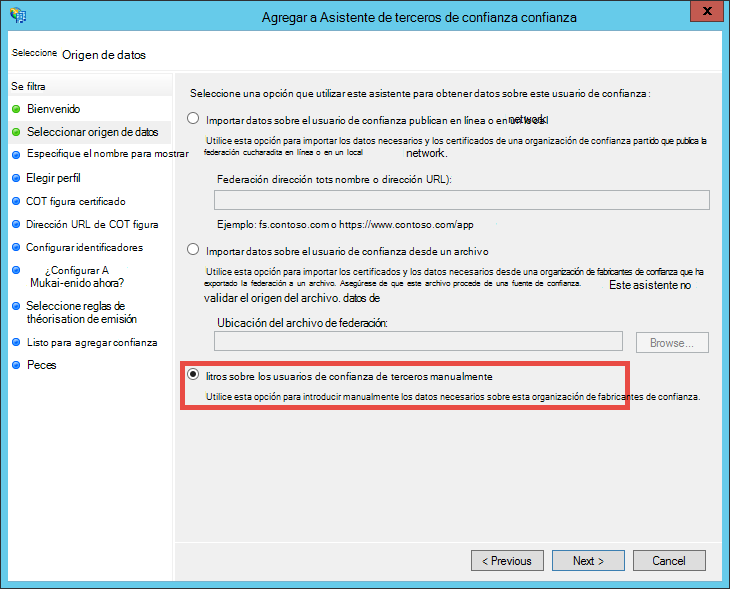 Agregar a Asistente de terceros de confianza confianza
X
Seleccione Origen de datos
Se filtra
Bienvenido
Seleccionar origen de datos
Especifique el nombre para mostrar
Elegir perfil
COT figura certificado
Dirección URL de COT figura
Configurar identificadores
¿Configurar A
Mukai-enido ahora?
Seleccione reglas de
théorisation de emisión
Listo para agregar confianza
Peces
Seleccione una opción que utilizar este asistente para obtener datos sobre este usuario de confianza :
Importar datos sobre el usuario de confianza publican en línea o en un local network
Utilice esta opción para importar los datos necesarios y los certificados de una organización de confianza partido que publica la
federación cucharadita en línea o en un local network.
Federación dirección tots nombre o dirección URL):
Ejemplo: fs.contoso.com o https://www.contoso.com/app
Importar datos sobre el usuario de confianza desde un archivo
Utilice esta opción para importar los certificados y los datos necesarios desde una organización de fabricantes de confianza que ha
exportado la federación a un archivo. Asegúrese de que este archivo procede de una fuente de confianza. Este asistente no
validar el origen del archivo. datos de
Ubicación del archivo de federación:
Browse...
litros sobre los usuarios de confianza de terceros manualmente
Utilice esta opción para introducir manualmente los datos necesarios sobre esta organización de fabricantes de confianza.
< Previous
Next >
Cancel